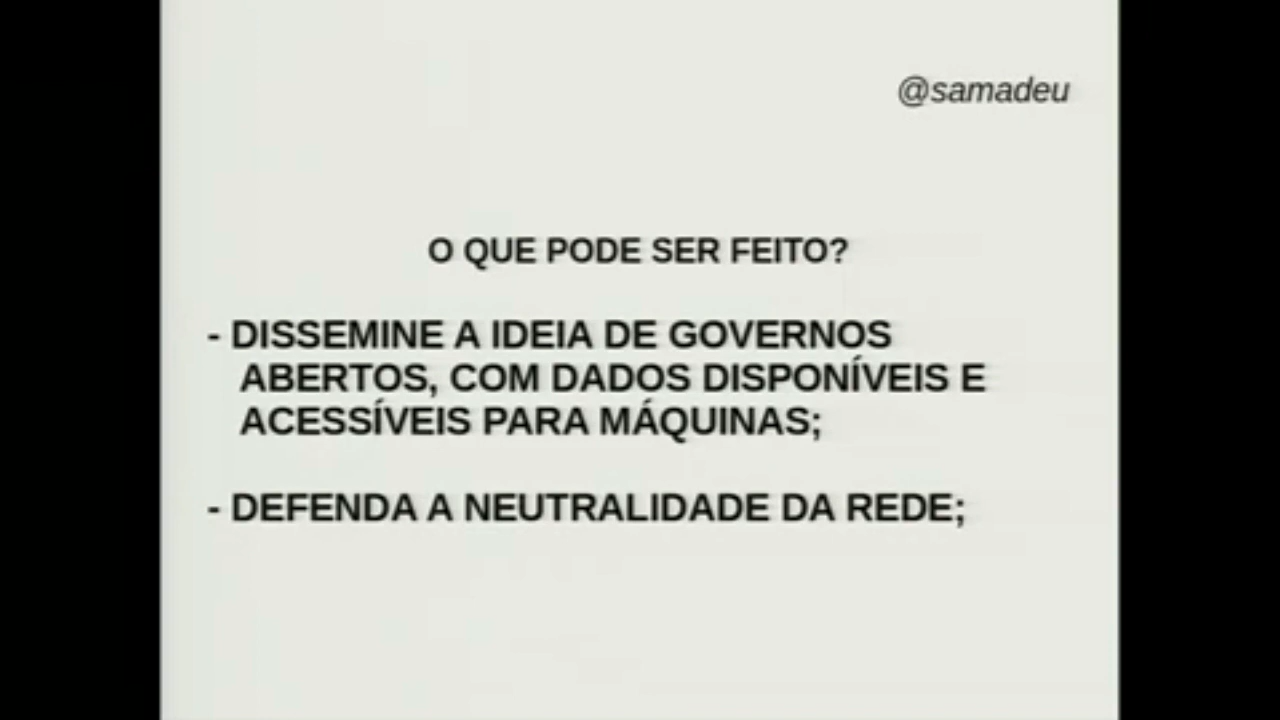 @samadeu
O QUE PODE SER FEITO?
- DISSEMINE A IDEIA DE GOVERNOS
ABERTOS, COM DADOS DISPONÍVEIS E
ACESSÍVEIS PARA MÁQUINAS;
- DEFENDA A NEUTRALIDADE DA REDE;